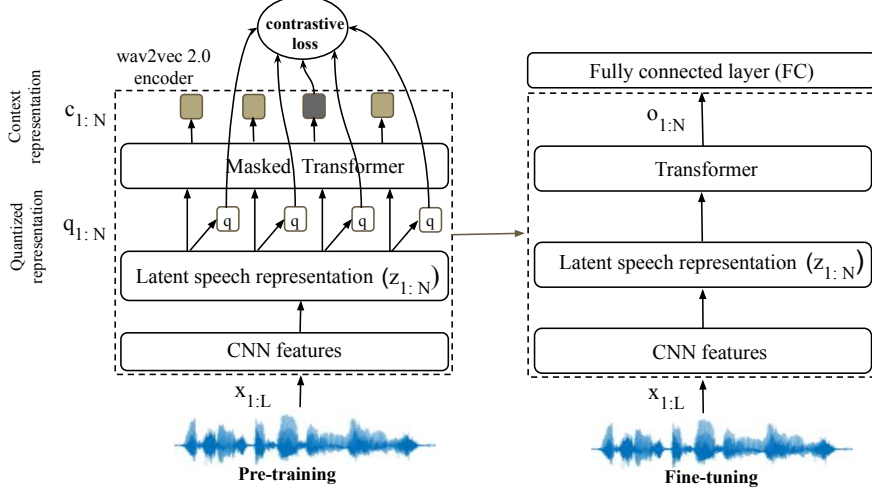 contrastive
loss
wav2vec 2.0
encoder
Context
representation
c1: N
Masked Transformer
Quantized
representation
q1: N
q
q
q
q
Latent speech representation (z1: N)
CNN features
x1:L
Pre-training
Fully connected layer (FC)
o1:N
Transformer
Latent speech representation (z1: N)
CNN features
x1:L
Fine-tuning